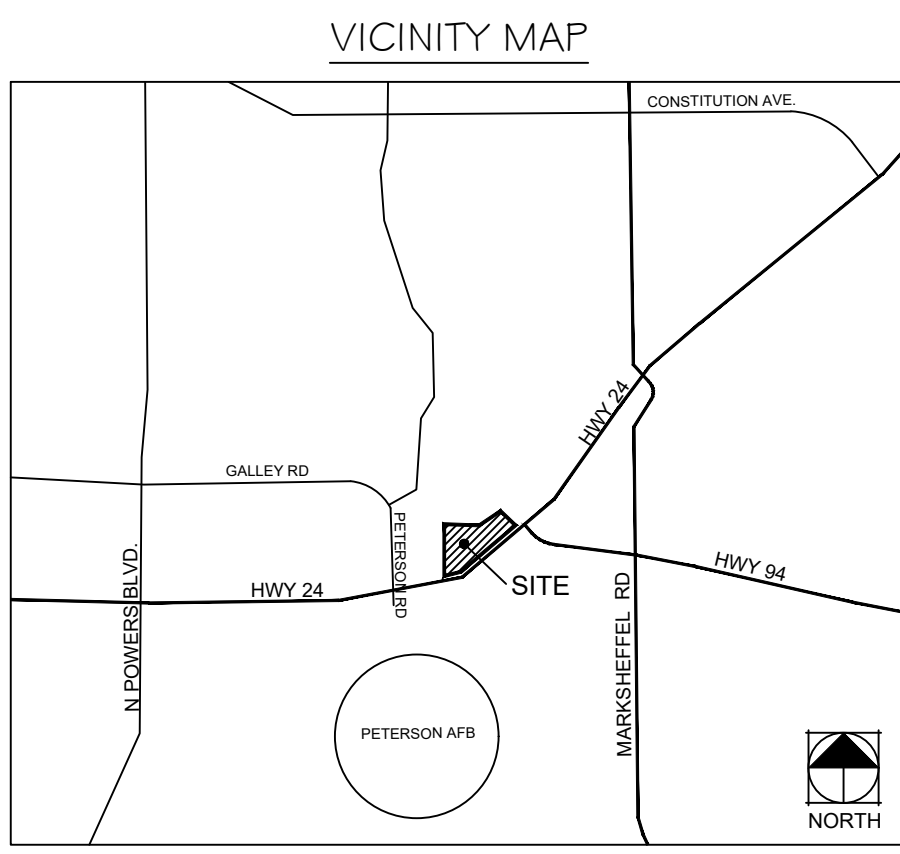 VICINITY MAP
CONSTITUTION AVE.
HWY 24
GALLEY RD
PETERSON RD
N POWERS BLVD.
HWY 24
SITE
HWY 94
MARKSHEFFEL RD
PETERSON AFB
NORTH